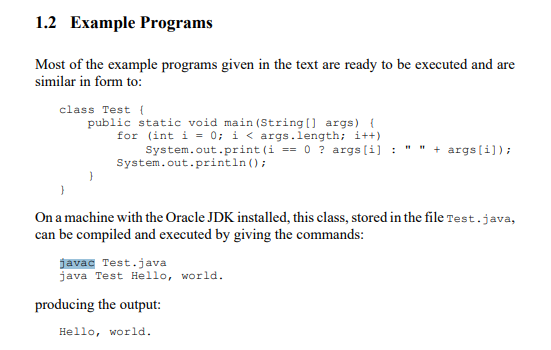 1.2 Example Programs
Most of the example programs given in the text are ready to be executed and are
similar in form to:
class Test {
public static void main(String[] args) {
for (int i = 0; i < args.length; i++)
System.out.print(i == 0 ? args[i] : " " + args[i]);
System.out.println();
}
}
On a machine with the Oracle JDK installed, this class, stored in the file Test.java,
can be compiled and executed by giving the commands:
javac Test.java
java Test Hello, world.
producing the output:
Hello, world.